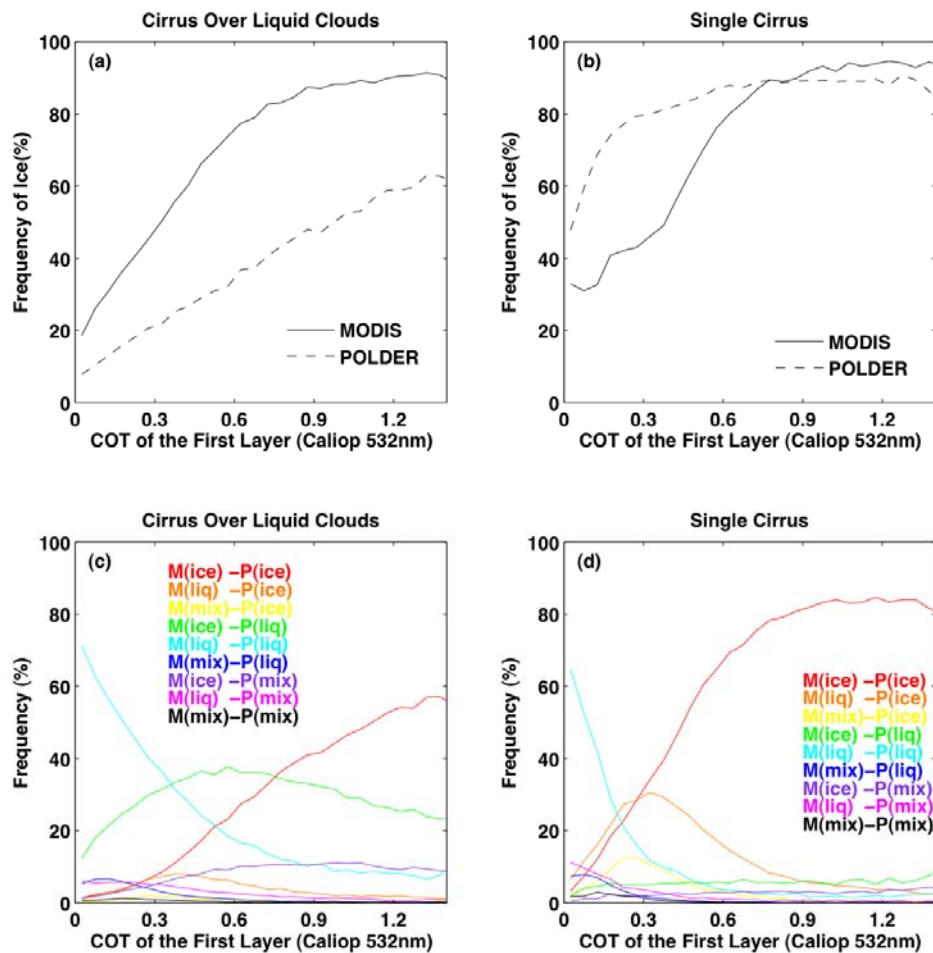 Cirrus Over Liquid Clouds
(a)
Frequency of Ice(%)
100
80
60
40
20
0
MODIS
POLDER
0 0.3 0.6 0.9 1.2
COT of the First Layer (Caliop 532nm)
Single Cirrus
(b)
Frequency of Ice(%)
100
80
60
40
20
0
MODIS
POLDER
0 0.3 0.6 0.9 1.2
COT of the First Layer (Caliop 532nm)
Cirrus Over Liquid Clouds
(c)
Frequency (%)
100
80
60
40
20
0
M(ice) –P(ice)
M(liq) –P(ice)
M(mix)–P(ice)
M(ice) –P(liq)
M(liq) –P(liq)
M(mix)–P(liq)
M(ice) –P(mix)
M(liq) –P(mix)
M(mix)–P(mix)
0 0.3 0.6 0.9 1.2
COT of the First Layer (Caliop 532nm)
Single Cirrus
(d)
Frequency (%)
100
80
60
40
20
0
M(ice) –P(ice)
M(liq) –P(ice)
M(mix)–P(ice)
M(ice) –P(liq)
M(liq) –P(liq)
M(mix)–P(liq)
M(ice) –P(mix)
M(liq) –P(mix)
M(mix)–P(mix)
0 0.3 0.6 0.9 1.2
COT of the First Layer (Caliop 532nm)